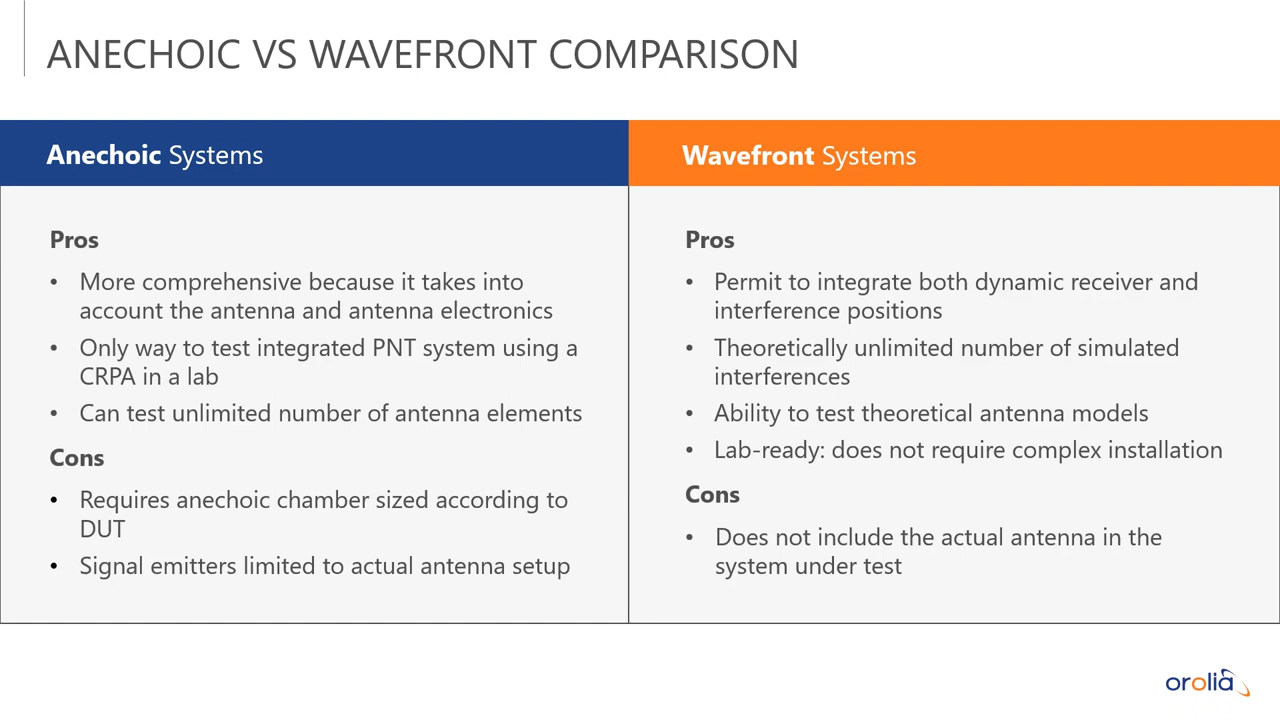 ANECHOIC VS WAVEFRONT COMPARISON
Anechoic Systems
Pros
• More comprehensive because it takes into
account the antenna and antenna electronics
• Only way to test integrated PNT system using a
CRPA in a lab
• Can test unlimited number of antenna elements
Cons
• Requires anechoic chamber sized according to
DUT
• Signal emitters limited to actual antenna setup
Wavefront Systems
Pros
• Permit to integrate both dynamic receiver and
interference positions
• Theoretically unlimited number of simulated
interferences
• Ability to test theoretical antenna models
• Lab-ready: does not require complex installation
Cons
• Does not include the actual antenna in the
system under test
orolia